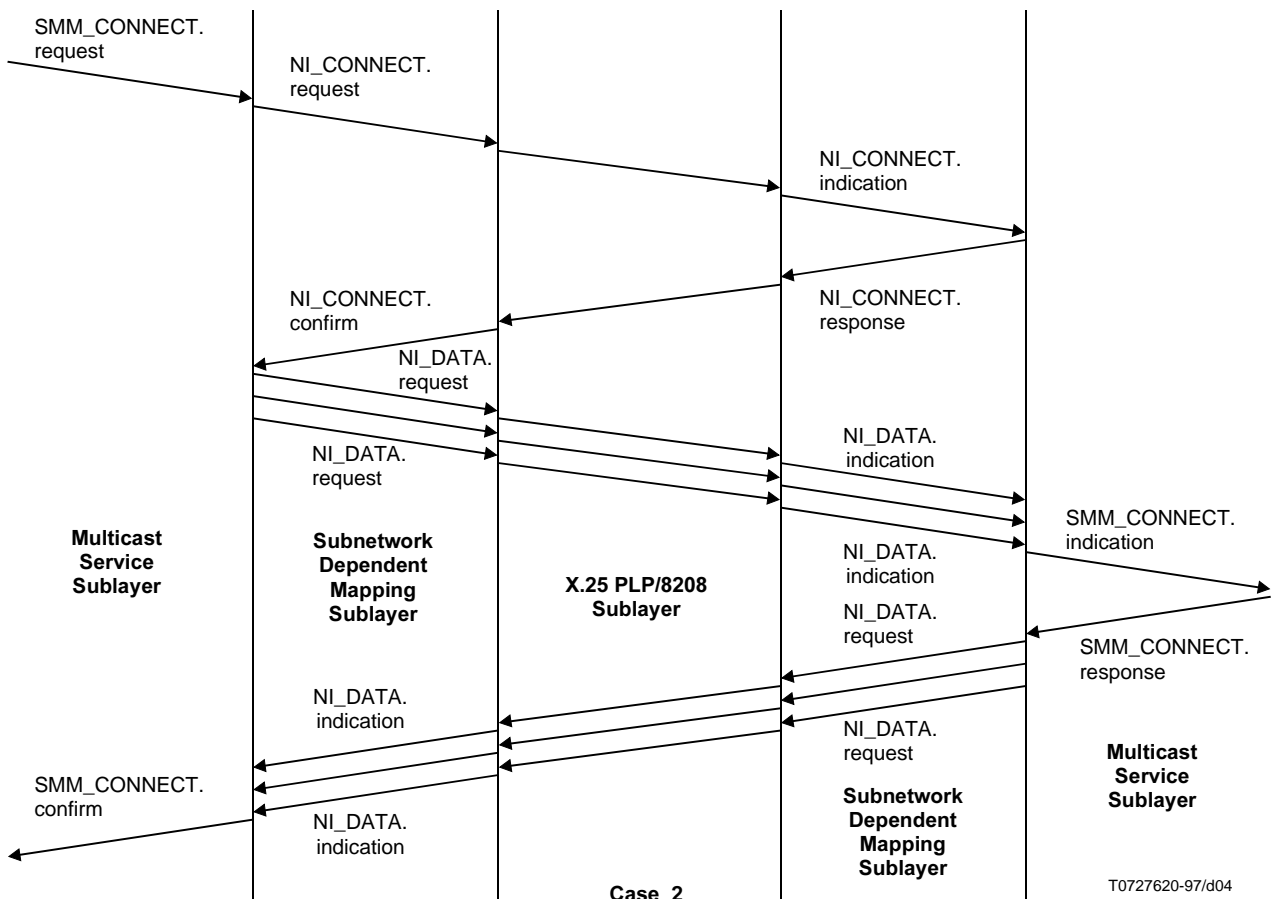 SMM_CONNECT.
request
NI_CONNECT.
request
NI_CONNECT.
indication
NI_CONNECT.
confirm
NI_CONNECT.
response
NI_DATA.
request
NI_DATA.
request
NI_DATA.
indication
Multicast
Service
Sublayer
Subnetwork
Dependent
Mapping
Sublayer
X.25 PLP/8208
Sublayer
NI_DATA.
indication
SMM_CONNECT.
indication
NI_DATA.
request
SMM_CONNECT.
response
NI_DATA.
indication
NI_DATA.
request
SMM_CONNECT.
confirm
NI_DATA.
indication
Subnetwork
Dependent
Mapping
Sublayer
Multicast
Service
Sublayer
Case 2
T0727620-97/d04